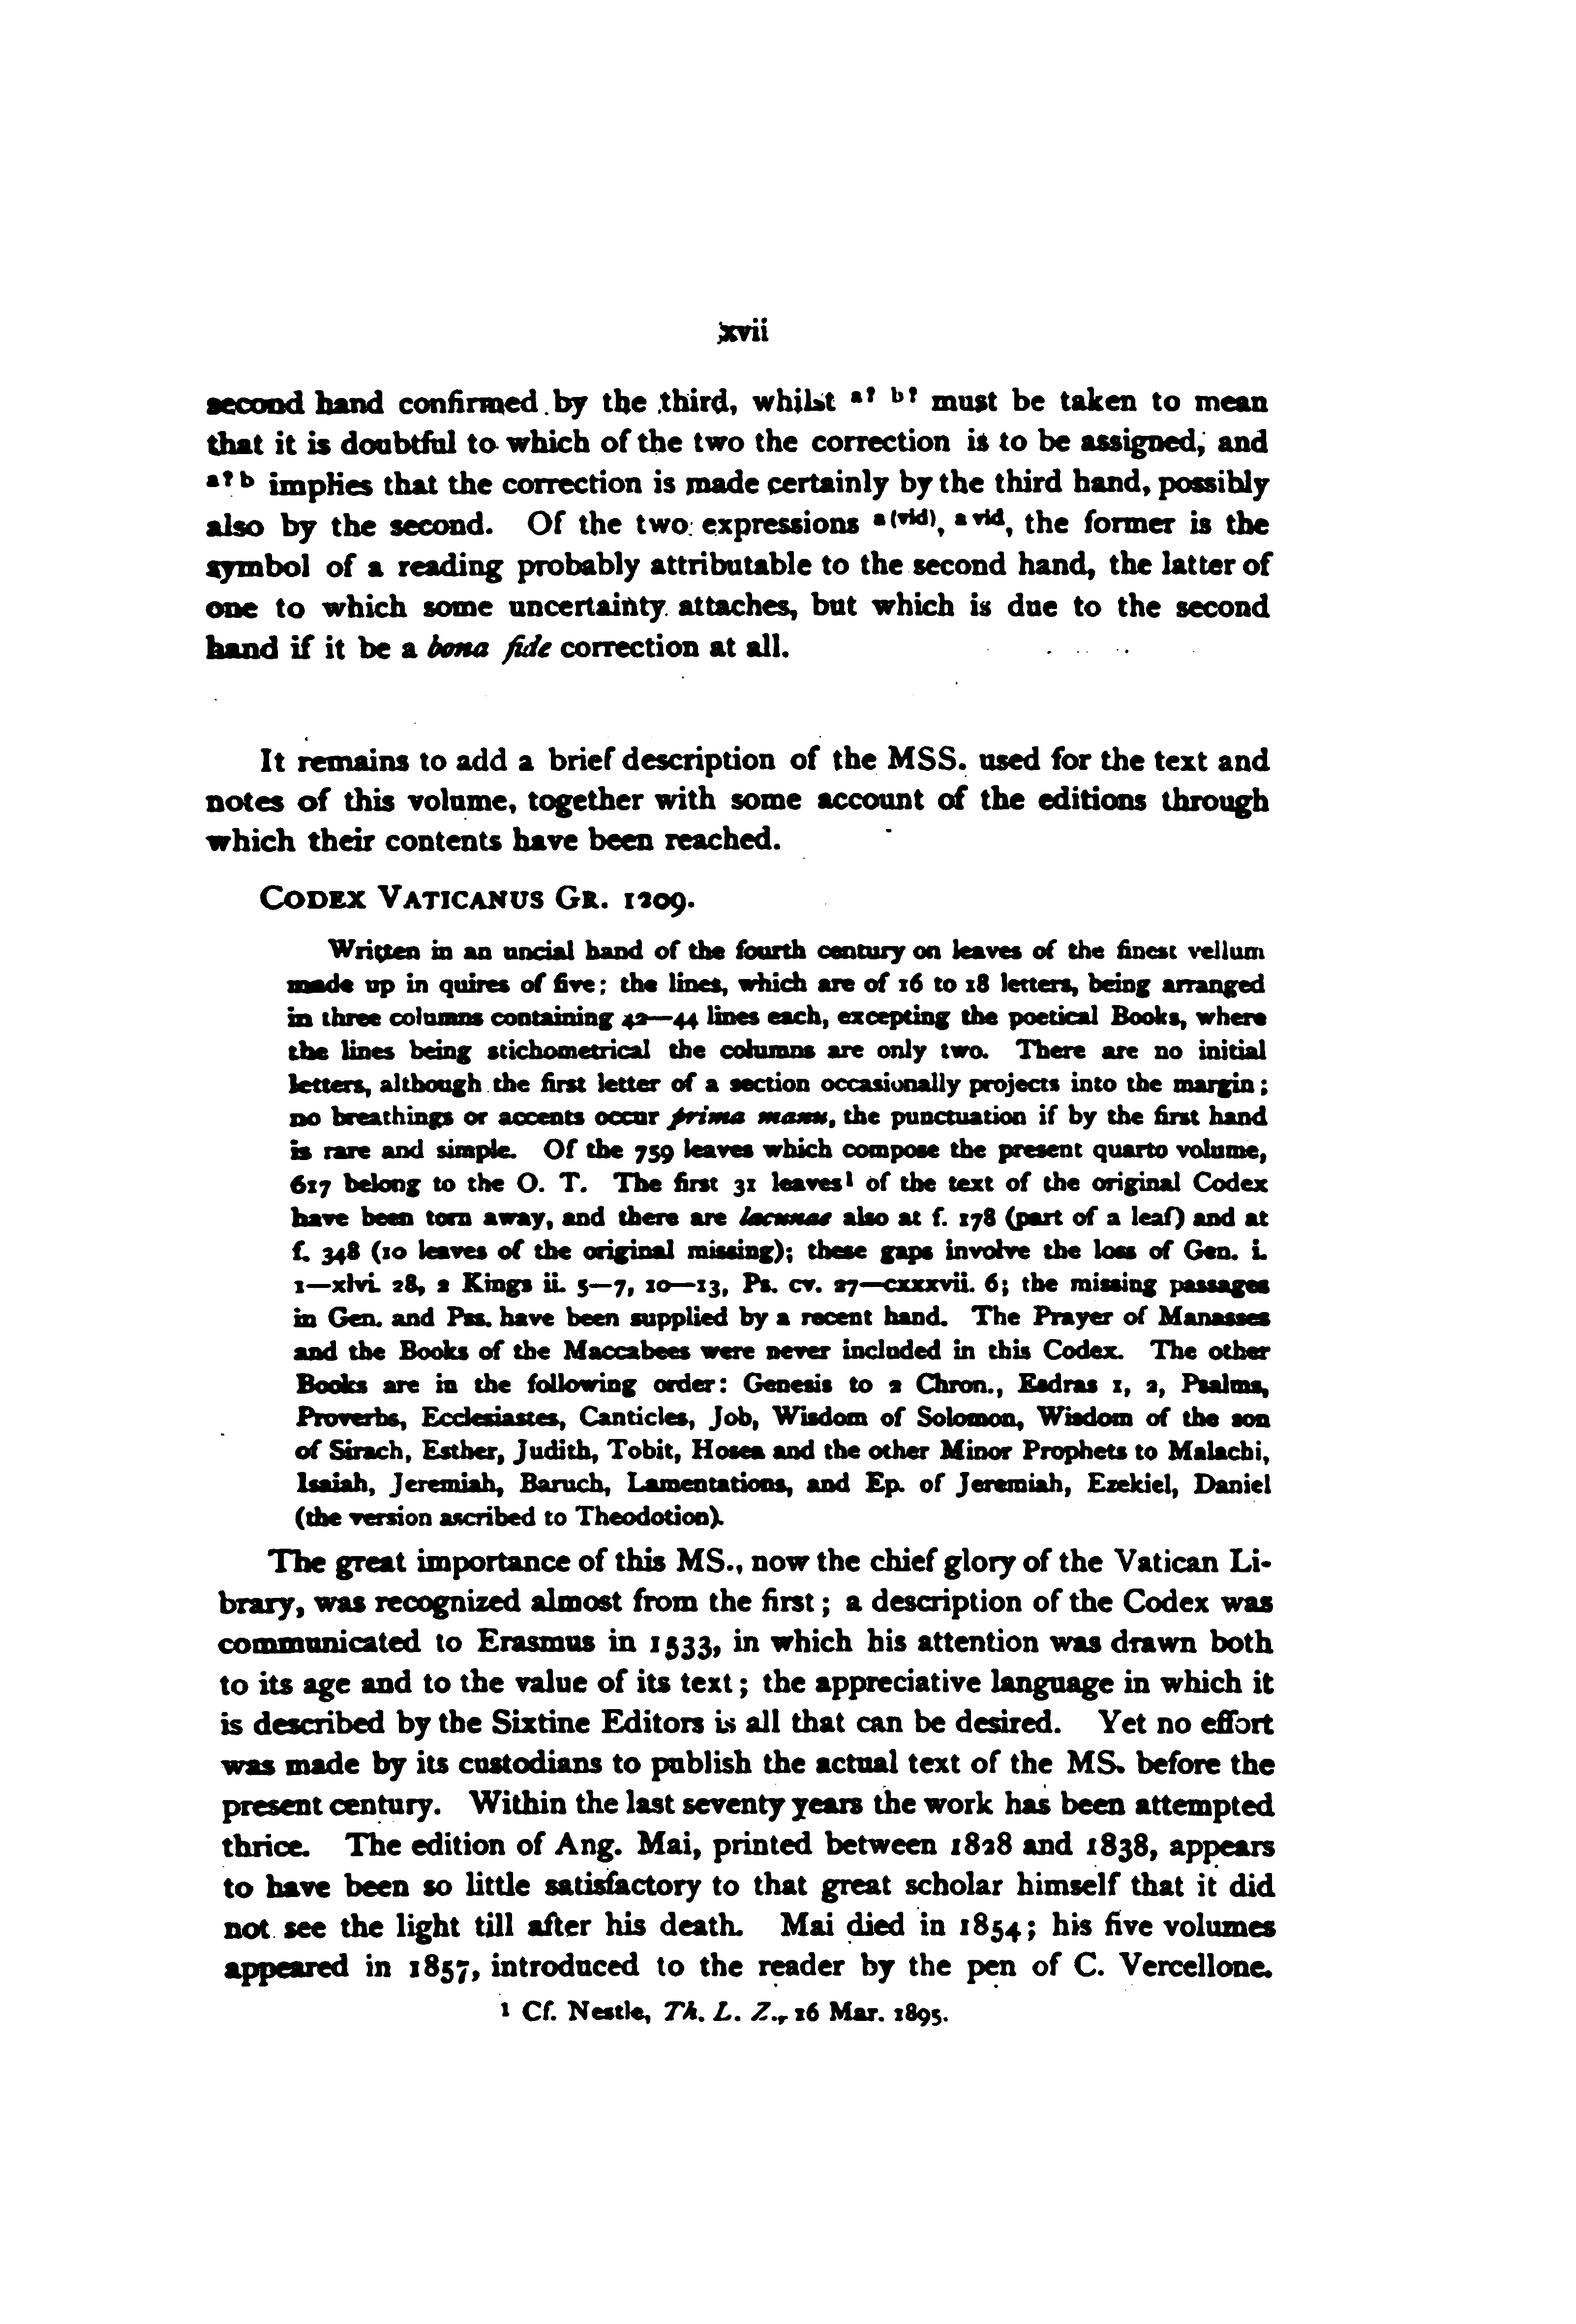 xvii
second hand confirmed by the third, whilst a? b? must be taken to mean
that it is doubtful to which of the two the correction is to be assigned, and
a? b implies that the correction is made certainly by the third hand, possibly
also by the second. Of the two expressions a (vid), a vid, the former is the
symbol of a reading probably attributable to the second hand, the latter of
one to which some uncertainty attaches, but which is due to the second
hand if it be a bona fide correction at all.
It remains to add a brief description of the MSS. used for the text and
notes of this volume, together with some account of the editions through
which their contents have been reached.
CODEX VATICANUS GR. 1209.
Written in an uncial hand of the fourth century on leaves of the finest vellum
made up in quires of five; the lines, which are of 16 to 18 letters, being arranged
in three columns containing 42—44 lines each, excepting the poetical Books, where
the lines being stichometrical the columns are only two. There are no initial
letters, although the first letter of a section occasionally projects into the margin;
no breathings or accents occur prima manu, the punctuation if by the first hand
is rare and simple. Of the 759 leaves which compose the present quarto volume,
617 belong to the O. T. The first 31 leaves¹ of the text of the original Codex
have been torn away, and there are lacunae also at f. 178 (part of a leaf) and at
f. 348 (10 leaves of the original missing); these gaps involve the loss of Gen. i.
1—xlvi. 28, 2 Kings ii. 5—7, 10—13, Ps. cv. 27—cxxxvii. 6; the missing passages
in Gen. and Pss. have been supplied by a recent hand. The Prayer of Manasses
and the Books of the Maccabees were never included in this Codex. The other
Books are in the following order: Genesis to 2 Chron., Esdras 1, 2, Psalms,
Proverbs, Ecclesiastes, Canticles, Job, Wisdom of Solomon, Wisdom of the son
of Sirach, Esther, Judith, Tobit, Hosea and the other Minor Prophets to Malachi,
Isaiah, Jeremiah, Baruch, Lamentations, and Ep. of Jeremiah, Ezekiel, Daniel
(the version ascribed to Theodotion).
The great importance of this MS., now the chief glory of the Vatican Li-
brary, was recognized almost from the first; a description of the Codex was
communicated to Erasmus in 1533, in which his attention was drawn both
to its age and to the value of its text; the appreciative language in which it
is described by the Sixtine Editors is all that can be desired. Yet no effort
was made by its custodians to publish the actual text of the MS. before the
present century. Within the last seventy years the work has been attempted
thrice. The edition of Ang. Mai, printed between 1828 and 1838, appears
to have been so little satisfactory to that great scholar himself that it did
not see the light till after his death. Mai died in 1854; his five volumes
appeared in 1857, introduced to the reader by the pen of C. Vercellone.
¹ Cf. Nestle, Th. L. Z., 16 Mar. 1895.